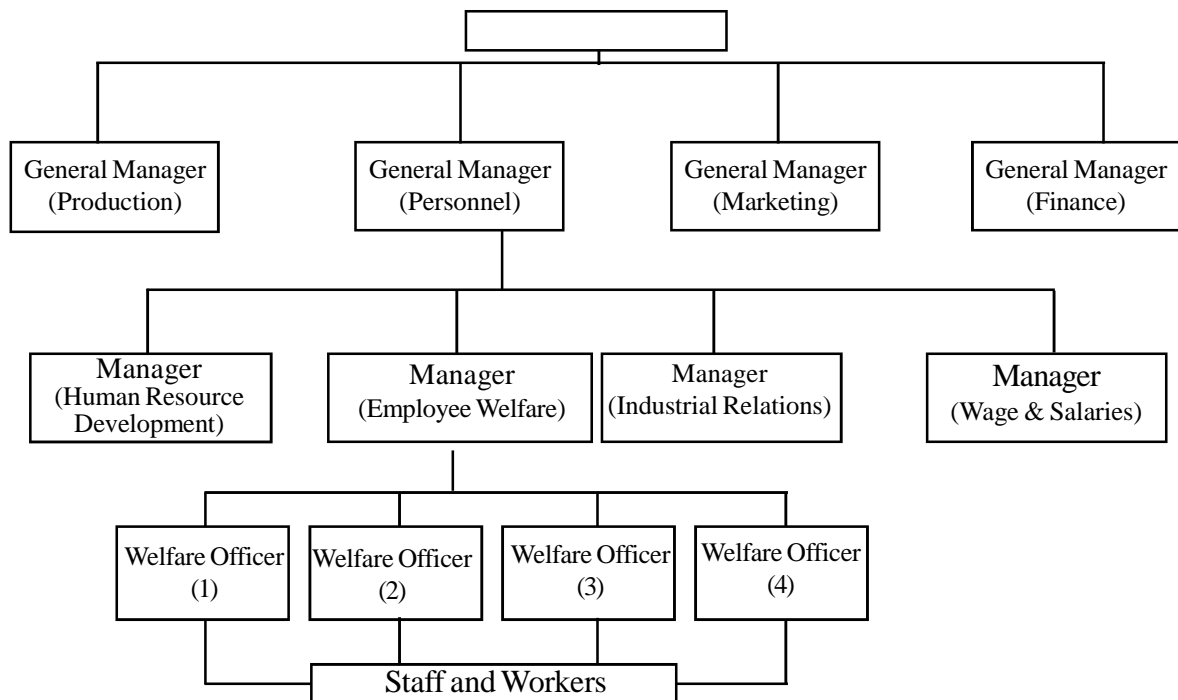 General Manager
(Production)
General Manager
(Personnel)
General Manager
(Marketing)
General Manager
(Finance)
Manager
(Human Resource
Development)
Manager
(Employee Welfare)
Manager
(Industrial Relations)
Manager
(Wage & Salaries)
Welfare Officer
(1)
Welfare Officer
(2)
Welfare Officer
(3)
Welfare Officer
(4)
Staff and Workers